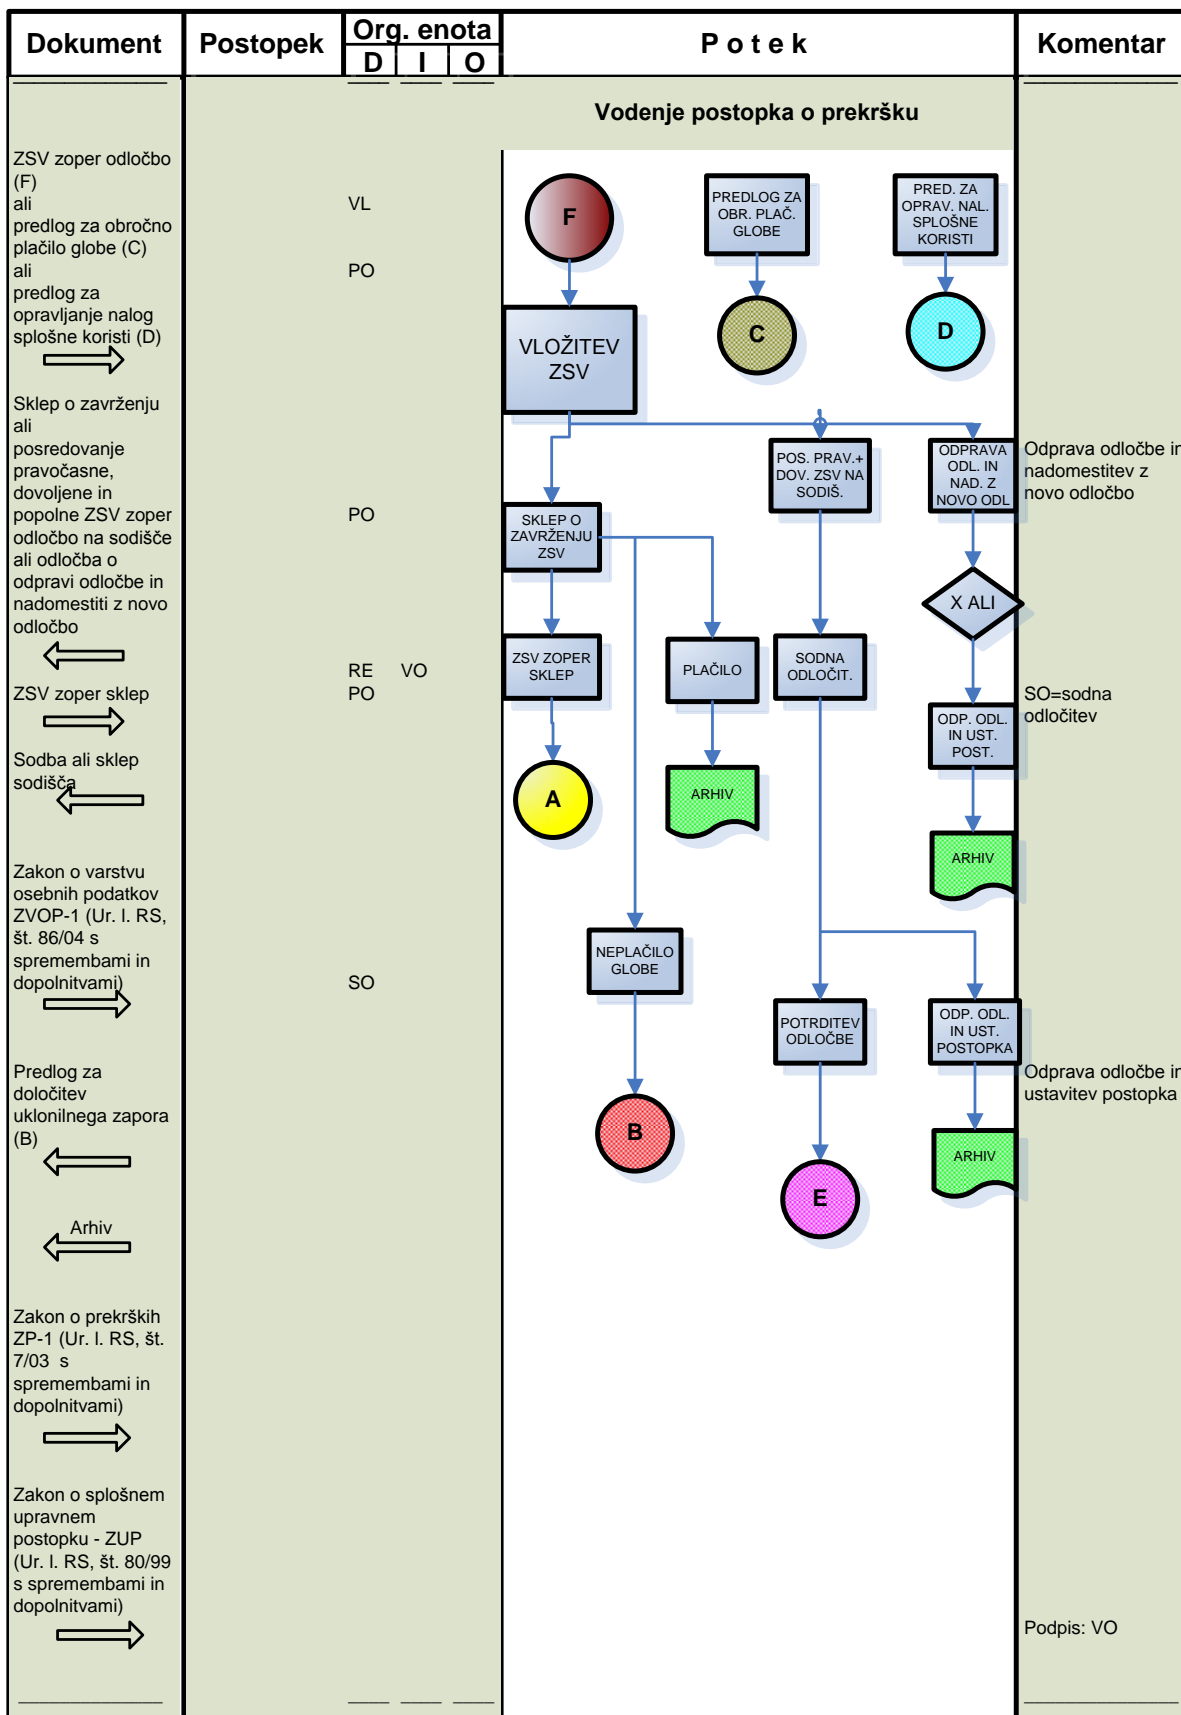 Dokument
Postopek
Org. enota
D I O
P o t e k
Komentar
Vodenje postopka o prekršku
ZSV zoper odločbo
(F)
ali
predlog za obročno
plačilo globe (C)
ali
predlog za
opravljanje nalog
splošne koristi (D)
VL
PO
F
PREDLOG ZA
OBR. PLAČ.
GLOBE
PRED. ZA
OPRAV. NAL.
SPLOŠNE
KORISTI
VLOŽITEV
ZSV
C
D
Sklep o zavrženju
ali
posredovanje
pravočasne,
dovoljene in
popolne ZSV zoper
odločbo na sodišče
ali odločba o
odpravi odločbe in
nadomestiti z novo
odločbo
PO
POS. PRAV.+
DOV. ZSV NA
SODIŠ.
ODPRAVA
ODL. IN
NAD. Z
NOVO ODL
Odprava odločbe in
nadomestitev z
novo odločbo
SKLEP O
ZAVRŽENJU
ZSV
X ALI
RE VO
PO
ZSV ZOPER
SKLEP
PLAČILO
SODNA
ODLOČIT.
ZSV zoper sklep
SO=sodna
odločitev
ODP. ODL.
IN UST.
POST.
Sodba ali sklep
sodišča
A
ARHIV
ARHIV
Zakon o varstvu
osebnih podatkov
ZVOP-1 (Ur. l. RS,
št. 86/04 s
spremembami in
dopolnitvami)
SO
NEPLAČILO
GLOBE
POTRDITEV
ODLOČBE
ODP. ODL.
IN UST.
POSTOPKA
Predlog za
določitev
uklonilnega zapora
(B)
Odprava odločbe in
ustavitev postopka
B
E
ARHIV
Arhiv
Zakon o prekrških
ZP-1 (Ur. l. RS, št.
7/03 s
spremembami in
dopolnitvami)
Zakon o splošnem
upravnem
postopku - ZUP
(Ur. l. RS, št. 80/99
s spremembami in
dopolnitvami)
Podpis: VO